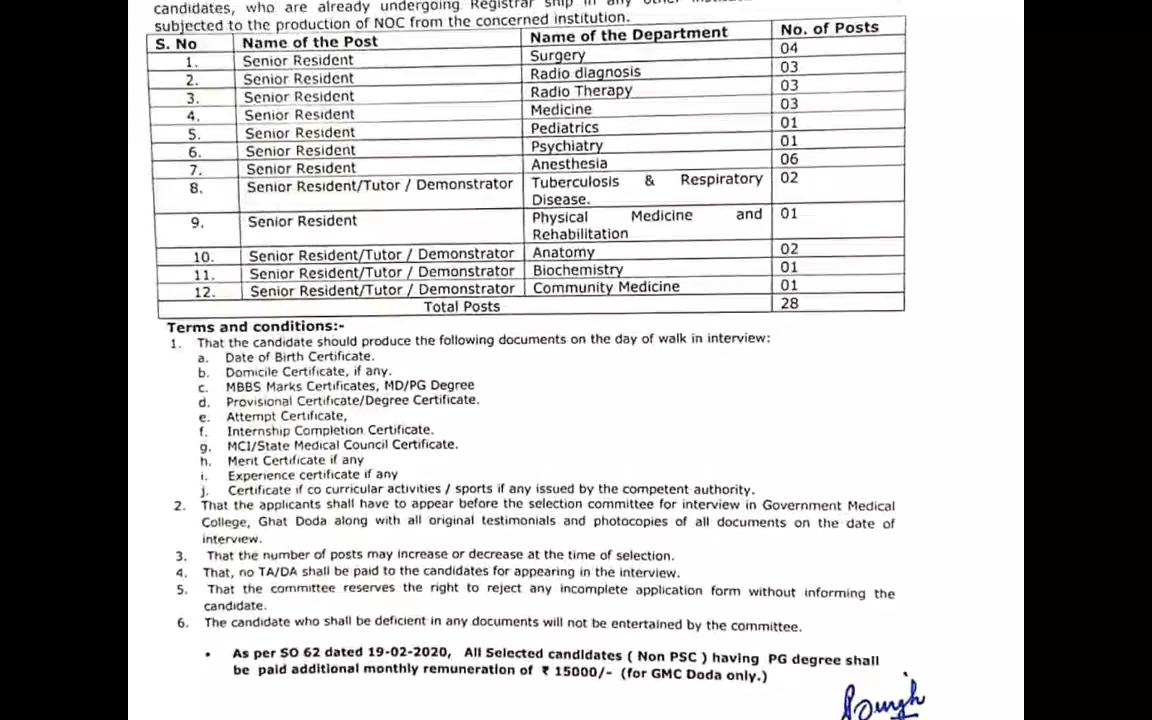 candidates, who are already undergoing Registrar ship in any other
subjected to the production of NOC from the concerned institution.
S. No Name of the Post Name of the Department No. of Posts
1. Senior Resident Surgery 04
2. Senior Resident Radio diagnosis 03
3. Senior Resident Radio Therapy 03
4. Senior Resident Medicine 03
5. Senior Resident Pediatrics 01
6. Senior Resident Psychiatry 01
7. Senior Resident Anesthesia 06
8. Senior Resident/Tutor / Demonstrator Tuberculosis & Respiratory 02
Disease.
9. Senior Resident Physical Medicine and 01
Rehabilitation
10. Senior Resident/Tutor / Demonstrator Anatomy 02
11. Senior Resident/Tutor / Demonstrator Biochemistry 01
12. Senior Resident/Tutor / Demonstrator Community Medicine 01
Total Posts 28
Terms and conditions:-
1. That the candidate should produce the following documents on the day of walk in interview:
a. Date of Birth Certificate.
b. Domicile Certificate, if any.
c. MBBS Marks Certificates, MD/PG Degree
d. Provisional Certificate/Degree Certificate.
e. Attempt Certificate,
f. Internship Completion Certificate.
g. MCI/State Medical Council Certificate.
h. Merit Certificate if any
i. Experience certificate if any
j. Certificate if co curricular activities / sports if any issued by the competent authority.
2. That the applicants shall have to appear before the selection committee for interview in Government Medical
College, Ghat Doda along with all original testimonials and photocopies of all documents on the date of
interview.
3. That the number of posts may increase or decrease at the time of selection.
4. That, no TA/DA shall be paid to the candidates for appearing in the interview.
5. That the committee reserves the right to reject any incomplete application form without informing the
candidate.
6. The candidate who shall be deficient in any documents will not be entertained by the committee.
• As per SO 62 dated 19-02-2020, All Selected candidates ( Non PSC ) having PG degree shall
be paid additional monthly remuneration of ₹ 15000/- (for GMC Doda only.)